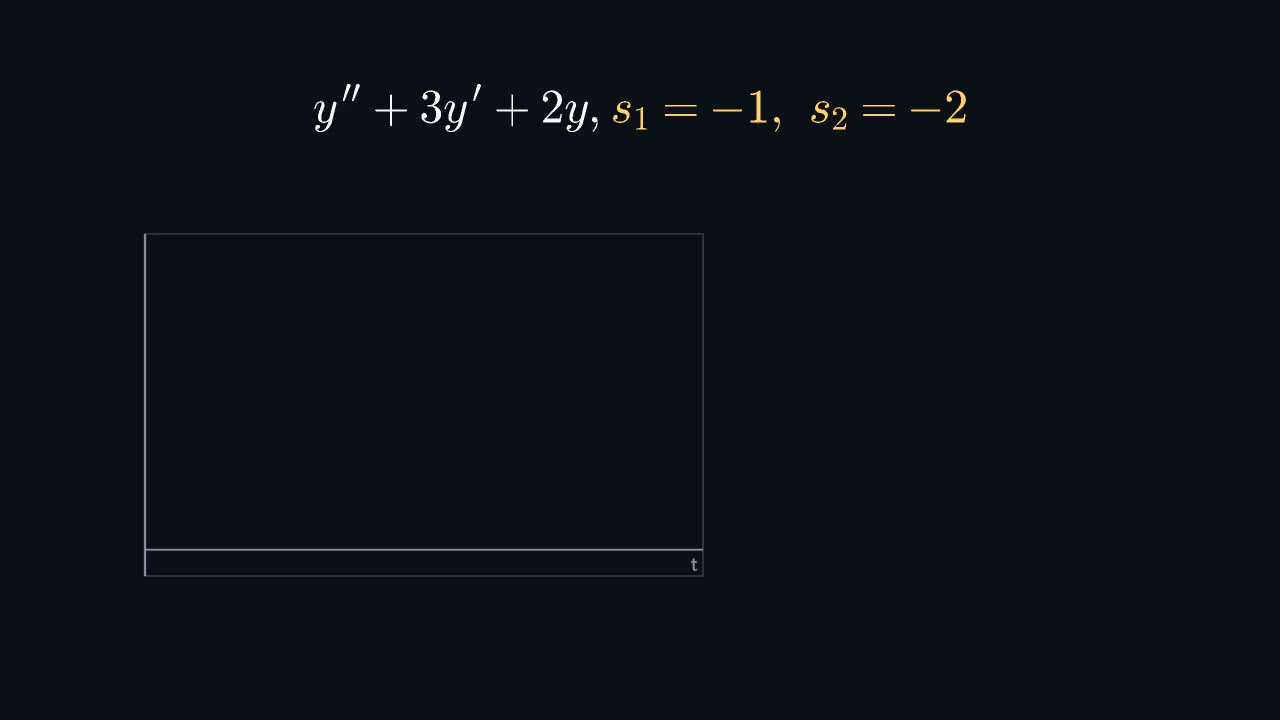 y″ + 3y′ + 2y, s₁ = −1, s₂ = −2
t